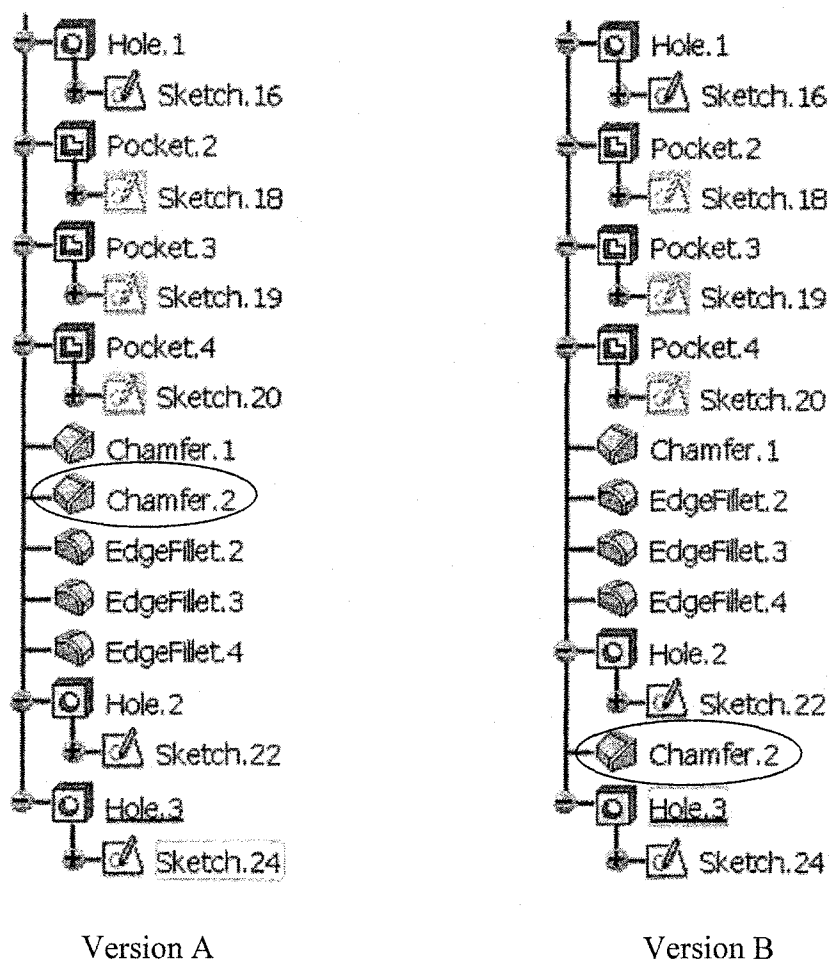 Hole.1
Sketch.16
Pocket.2
Sketch.18
Pocket.3
Sketch.19
Pocket.4
Sketch.20
Chamfer.1
Chamfer.2
EdgeFillet.2
EdgeFillet.3
EdgeFillet.4
Hole.2
Sketch.22
Hole.3
Sketch.24
Version A
Hole.1
Sketch.16
Pocket.2
Sketch.18
Pocket.3
Sketch.19
Pocket.4
Sketch.20
Chamfer.1
EdgeFillet.2
EdgeFillet.3
EdgeFillet.4
Hole.2
Sketch.22
Chamfer.2
Hole.3
Sketch.24
Version B